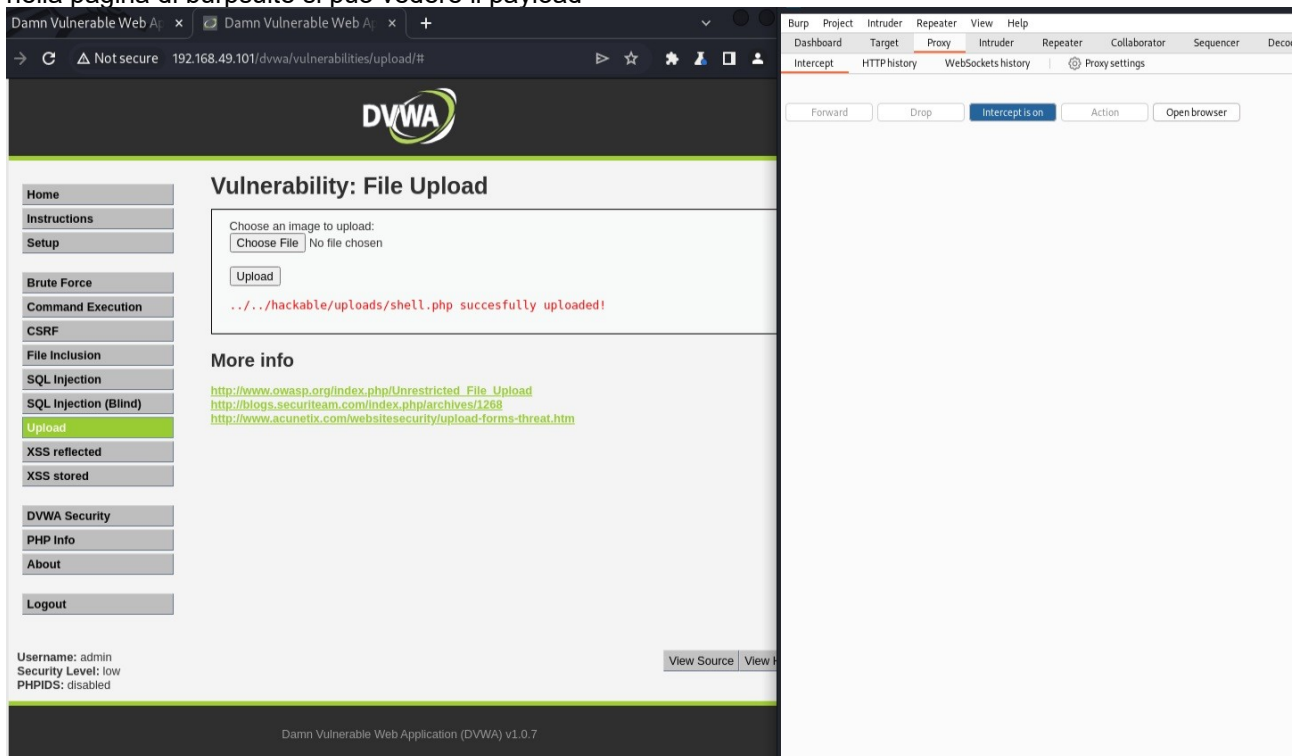 nella pagina di burpsuite si può vedere il payload
Damn Vulnerable Web Ap
Damn Vulnerable Web Ap
Not secure 192.168.49.101/dvwa/vulnerabilities/upload/#
DVWA
Home
Instructions
Setup
Brute Force
Command Execution
CSRF
File Inclusion
SQL Injection
SQL Injection (Blind)
Upload
XSS reflected
XSS stored
DVWA Security
PHP Info
About
Logout
Vulnerability: File Upload
Choose an image to upload:
Choose File No file chosen
Upload
../../hackable/uploads/shell.php succesfully uploaded!
More info
http://www.owasp.org/index.php/Unrestricted_File_Upload
http://blogs.securiteam.com/index.php/archives/1268
http://www.acunetix.com/websitesecurity/upload-forms-threat.htm
Username: admin
Security Level: low
PHPIDS: disabled
View Source View
Damn Vulnerable Web Application (DVWA) v1.0.7
Burp Project Intruder Repeater View Help
Dashboard Target Proxy Intruder Repeater Collaborator Sequencer Deco
Intercept HTTP history WebSockets history Proxy settings
Forward Drop Intercept is on Action Open browser